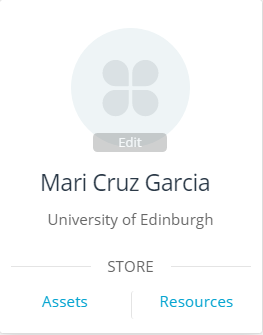 Edit
Mari Cruz Garcia
University of Edinburgh
STORE
Assets
Resources